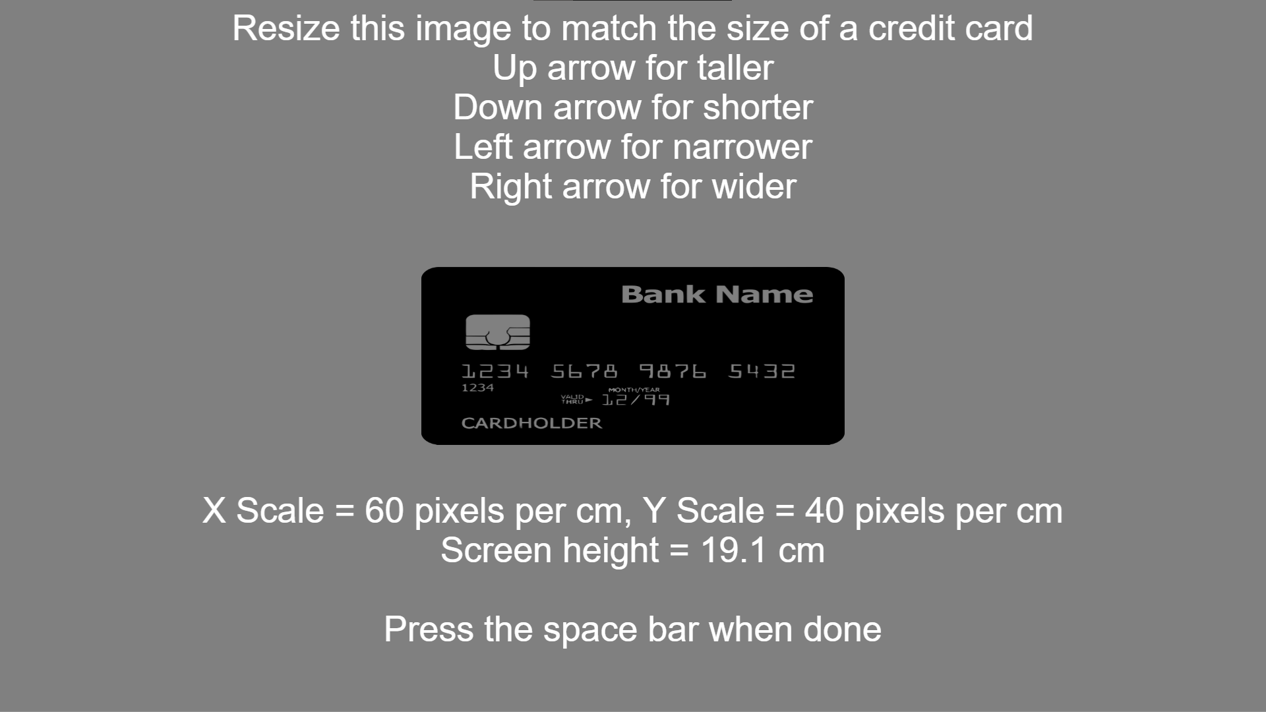 Resize this image to match the size of a credit card
Up arrow for taller
Down arrow for shorter
Left arrow for narrower
Right arrow for wider
Bank Name
1234 5678 9876 5432
1234
MONTH/YEAR
VALID THRU 12/99
CARDHOLDER
X Scale = 60 pixels per cm, Y Scale = 40 pixels per cm
Screen height = 19.1 cm
Press the space bar when done